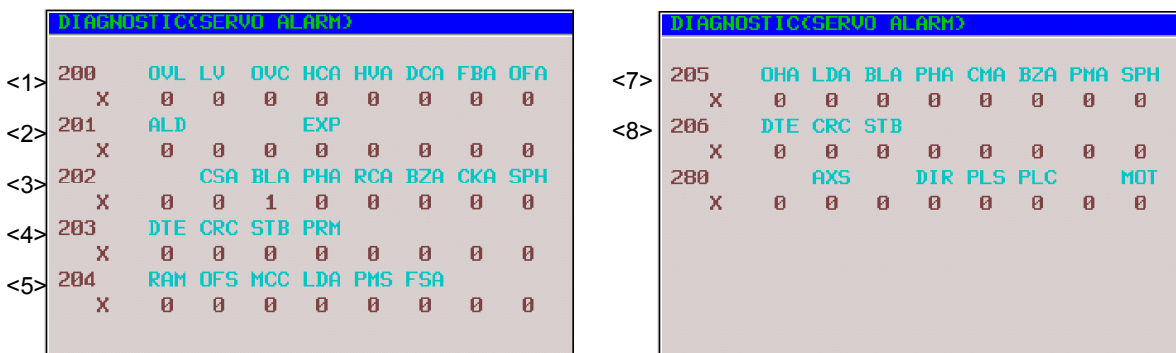 DIAGNOSTIC(SERVO ALARM)
<1> 200 OVL LV OVC HCA HVA DCA FBA OFA
X 0 0 0 0 0 0 0 0
<2> 201 ALD EXP
X 0 0 0 0 0 0 0 0
<3> 202 CSA BLA PHA RCA BZA CKA SPH
X 0 0 1 0 0 0 0 0
<4> 203 DTE CRC STB PRM
X 0 0 0 0 0 0 0 0
<5> 204 RAM OFS MCC LDA PMS FSA
X 0 0 0 0 0 0 0 0
DIAGNOSTIC(SERVO ALARM)
<7> 205 OHA LDA BLA PHA CMA BZA PMA SPH
X 0 0 0 0 0 0 0 0
<8> 206 DTE CRC STB
X 0 0 0 0 0 0 0 0
280 AXS DIR PLS PLC MOT
X 0 0 0 0 0 0 0 0